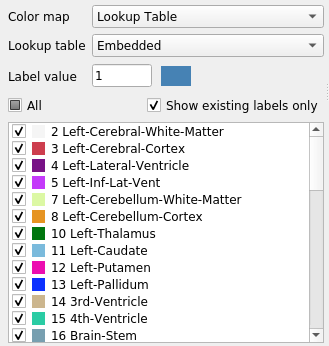 Color map Lookup Table
Lookup table Embedded
Label value 1
All Show existing labels only
2 Left-Cerebral-White-Matter
3 Left-Cerebral-Cortex
4 Left-Lateral-Ventricle
5 Left-Inf-Lat-Vent
7 Left-Cerebellum-White-Matter
8 Left-Cerebellum-Cortex
10 Left-Thalamus
11 Left-Caudate
12 Left-Putamen
13 Left-Pallidum
14 3rd-Ventricle
15 4th-Ventricle
16 Brain-Stem